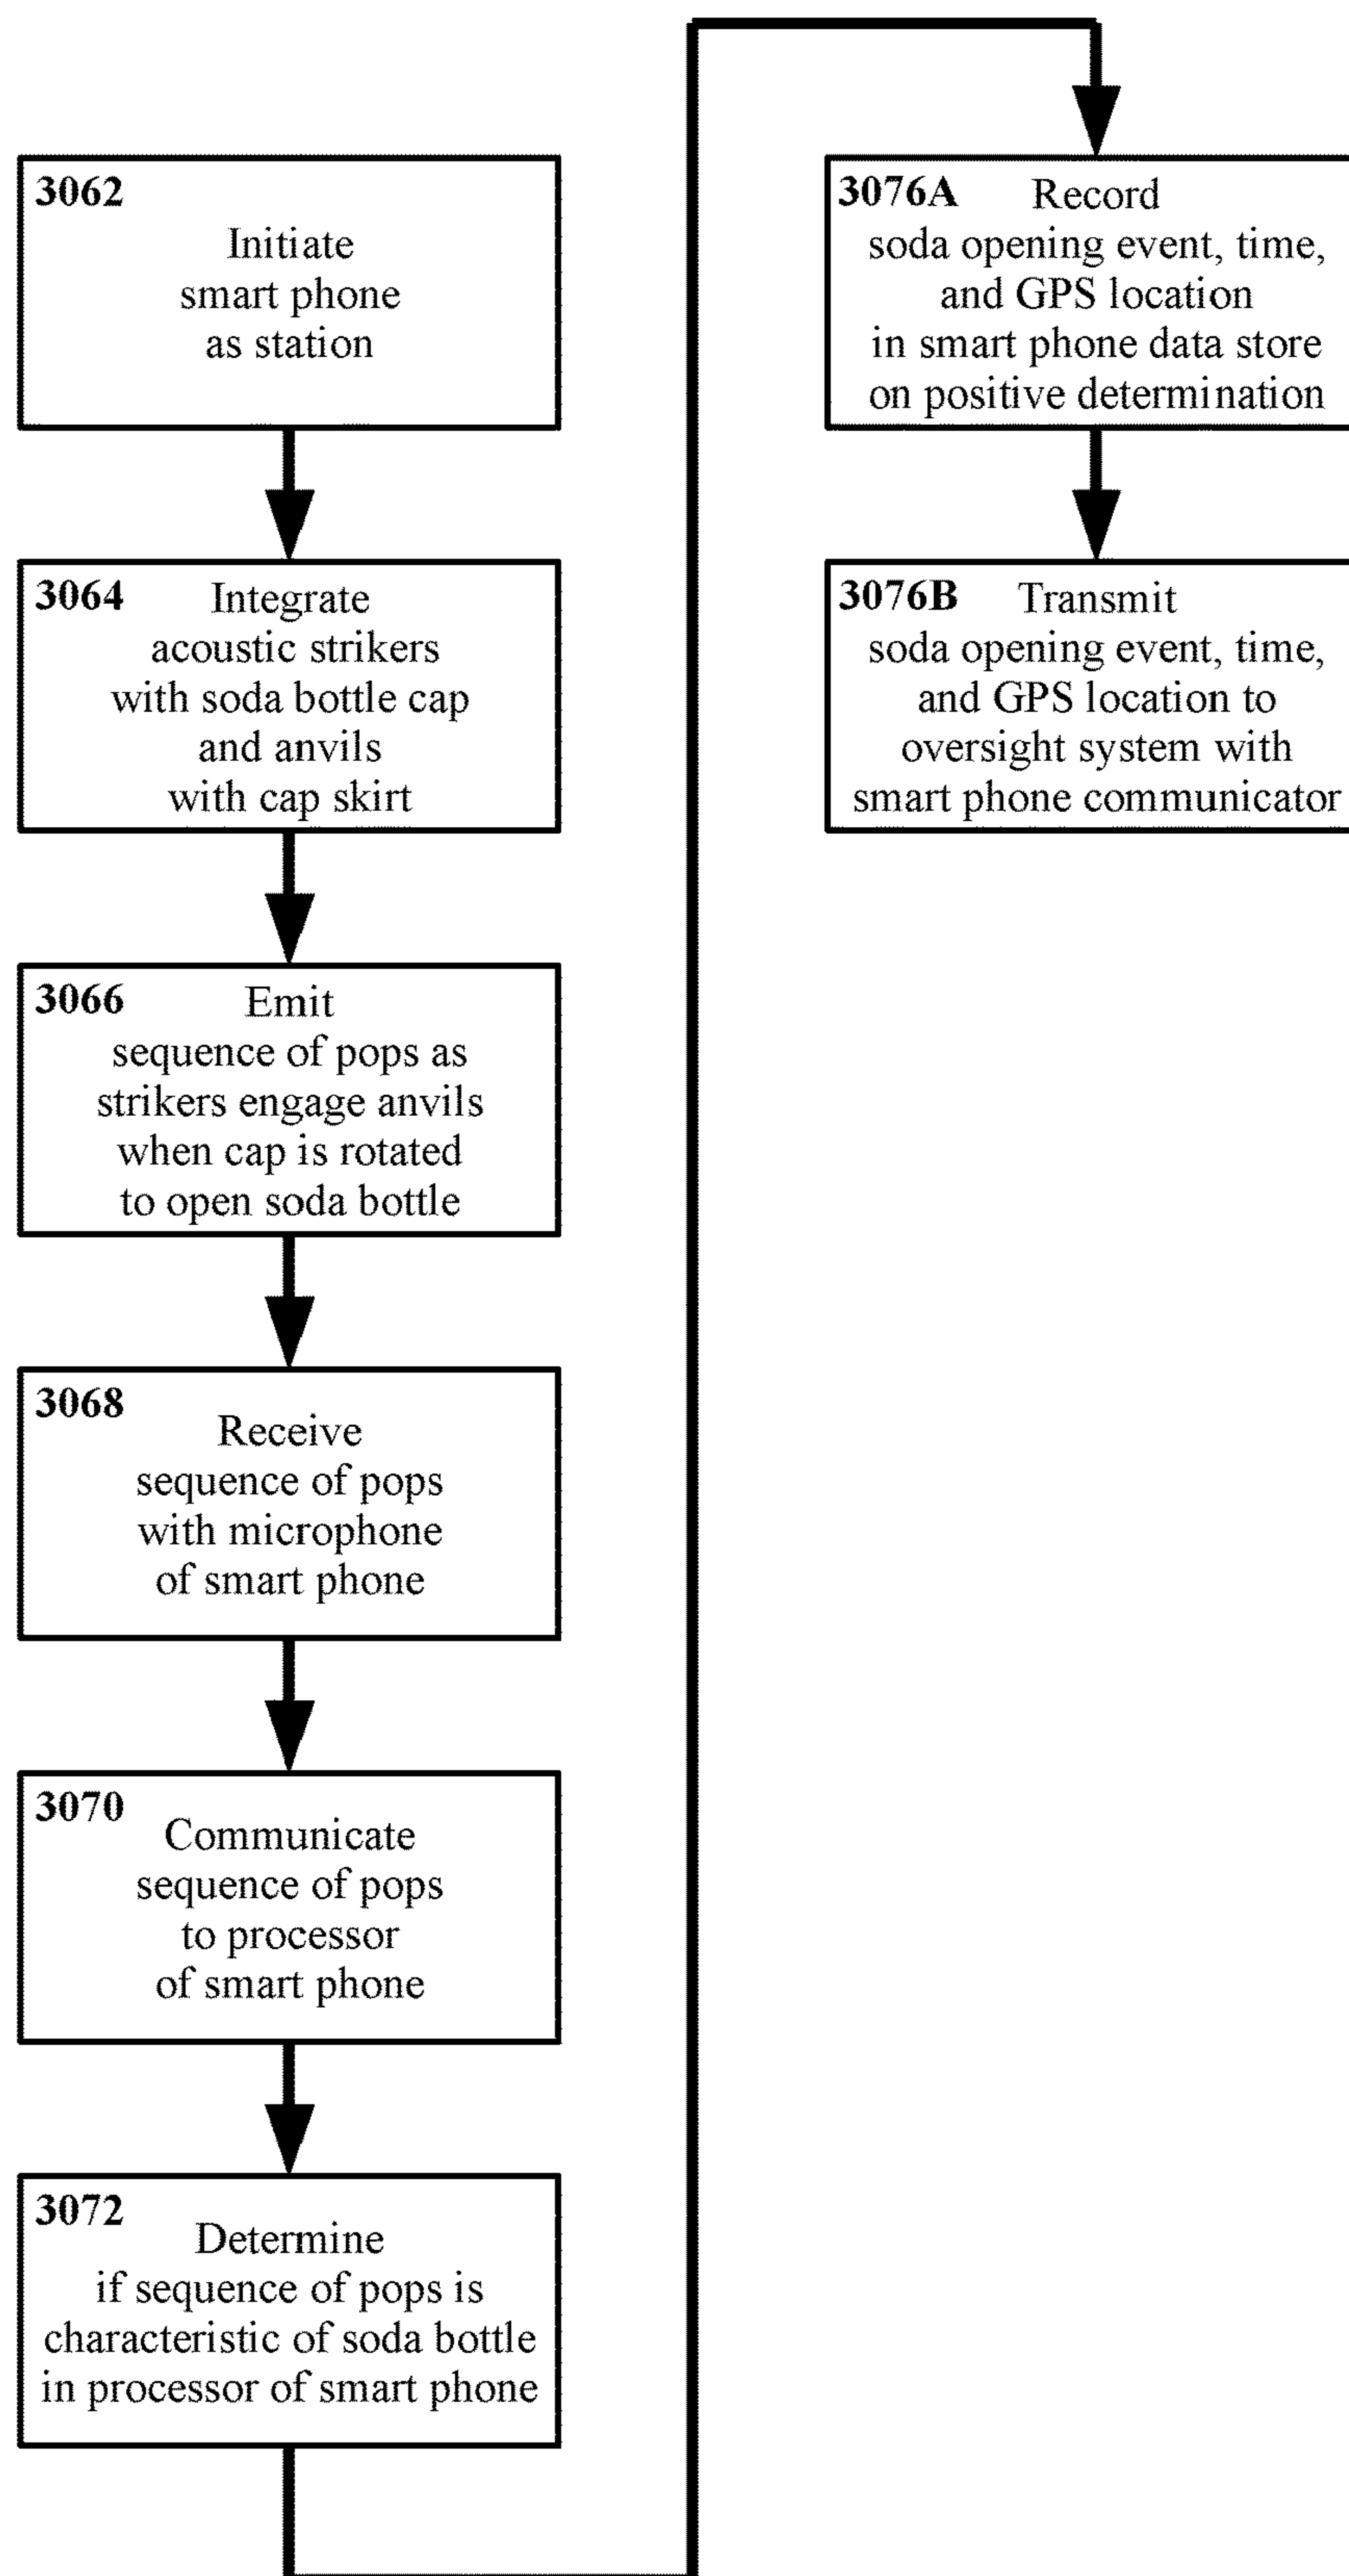 3062
Initiate
smart phone
as station
3064 Integrate
acoustic strikers
with soda bottle cap
and anvils
with cap skirt
3066 Emit
sequence of pops as
strikers engage anvils
when cap is rotated
to open soda bottle
3068
Receive
sequence of pops
with microphone
of smart phone
3070
Communicate
sequence of pops
to processor
of smart phone
3072
Determine
if sequence of pops is
characteristic of soda bottle
in processor of smart phone
3076A Record
soda opening event, time,
and GPS location
in smart phone data store
on positive determination
3076B Transmit
soda opening event, time,
and GPS location to
oversight system with
smart phone communicator